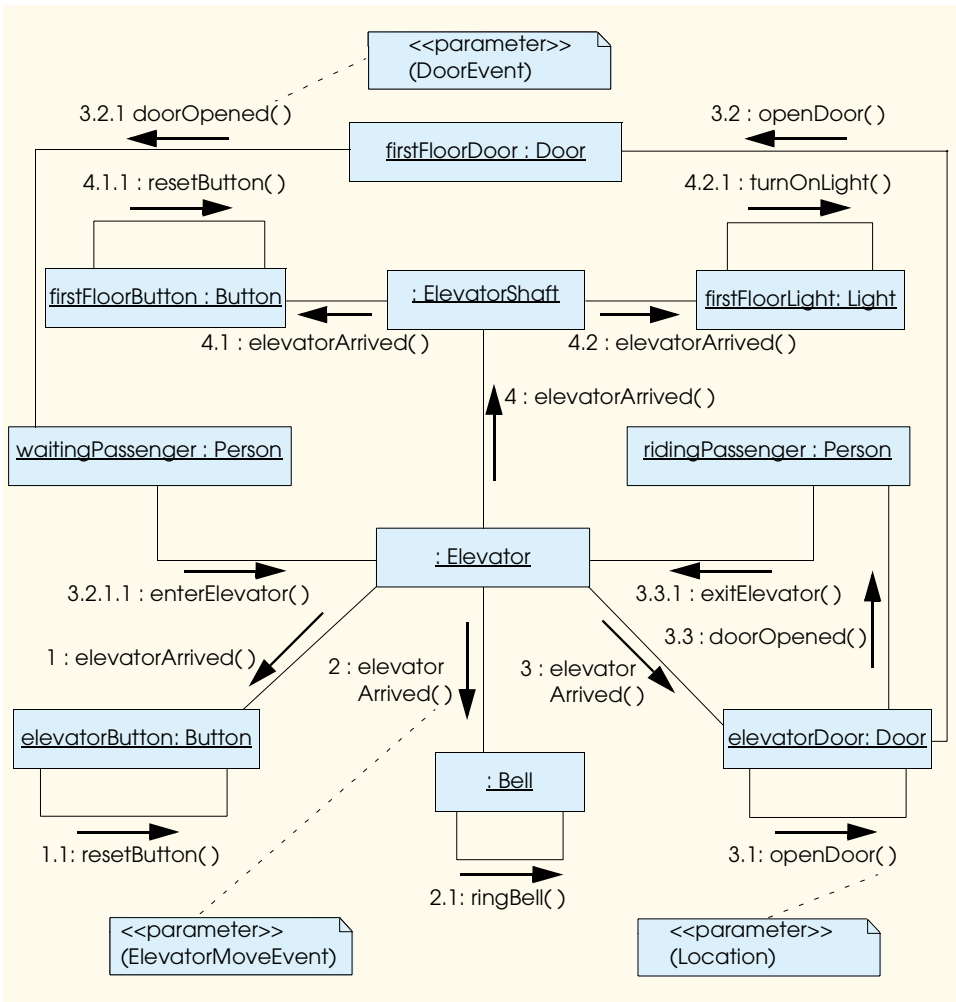 <<parameter>>
(DoorEvent)
3.2.1 doorOpened( )
3.2 : openDoor( )
firstFloorDoor : Door
4.1.1 : resetButton( )
4.2.1 : turnOnLight( )
firstFloorButton : Button
: ElevatorShaft
firstFloorLight: Light
4.1 : elevatorArrived( )
4.2 : elevatorArrived( )
4 : elevatorArrived( )
waitingPassenger : Person
ridingPassenger : Person
: Elevator
3.2.1.1 : enterElevator( )
3.3.1 : exitElevator( )
3.3 : doorOpened( )
1 : elevatorArrived( )
2 : elevator
Arrived( )
3 : elevator
Arrived( )
elevatorButton: Button
elevatorDoor: Door
: Bell
1.1: resetButton( )
3.1: openDoor( )
2.1: ringBell( )
<<parameter>>
(ElevatorMoveEvent)
<<parameter>>
(Location)